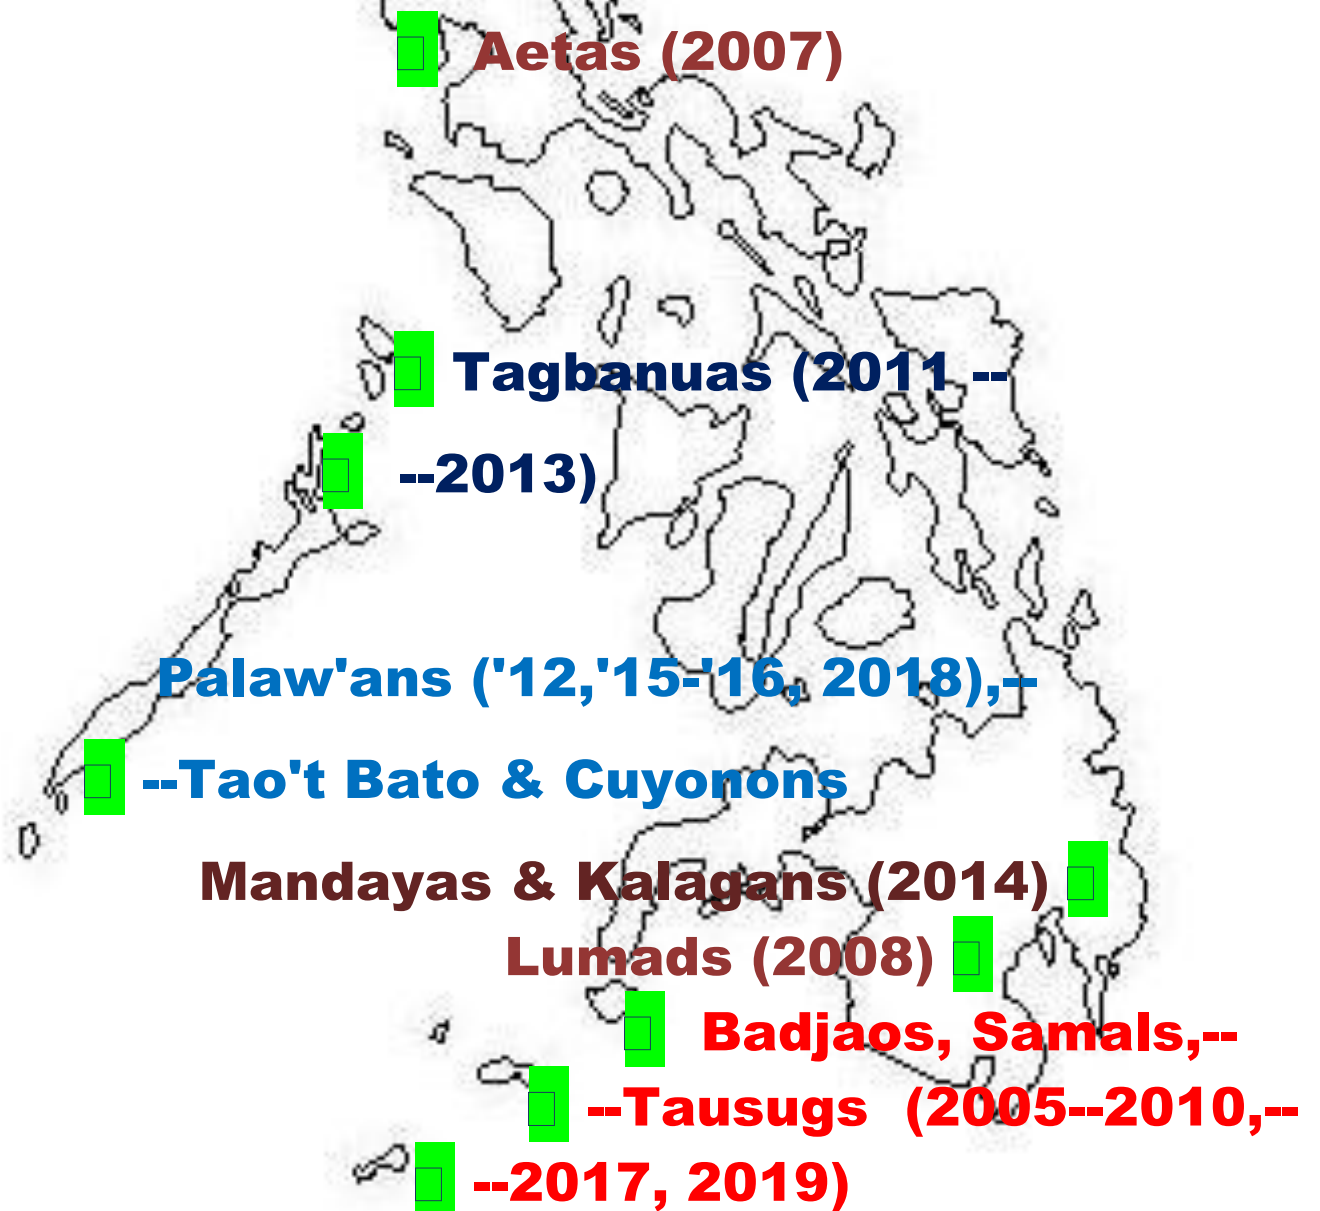 Aetas (2007)
Tagbanuas (2011 --
--2013)
Palaw'ans ('12,'15-'16, 2018),--
--Tao't Bato & Cuyonons
Mandayas & Kalagans (2014)
Lumads (2008)
Badjaos, Samals,--
--Tausugs (2005--2010,--
--2017, 2019)